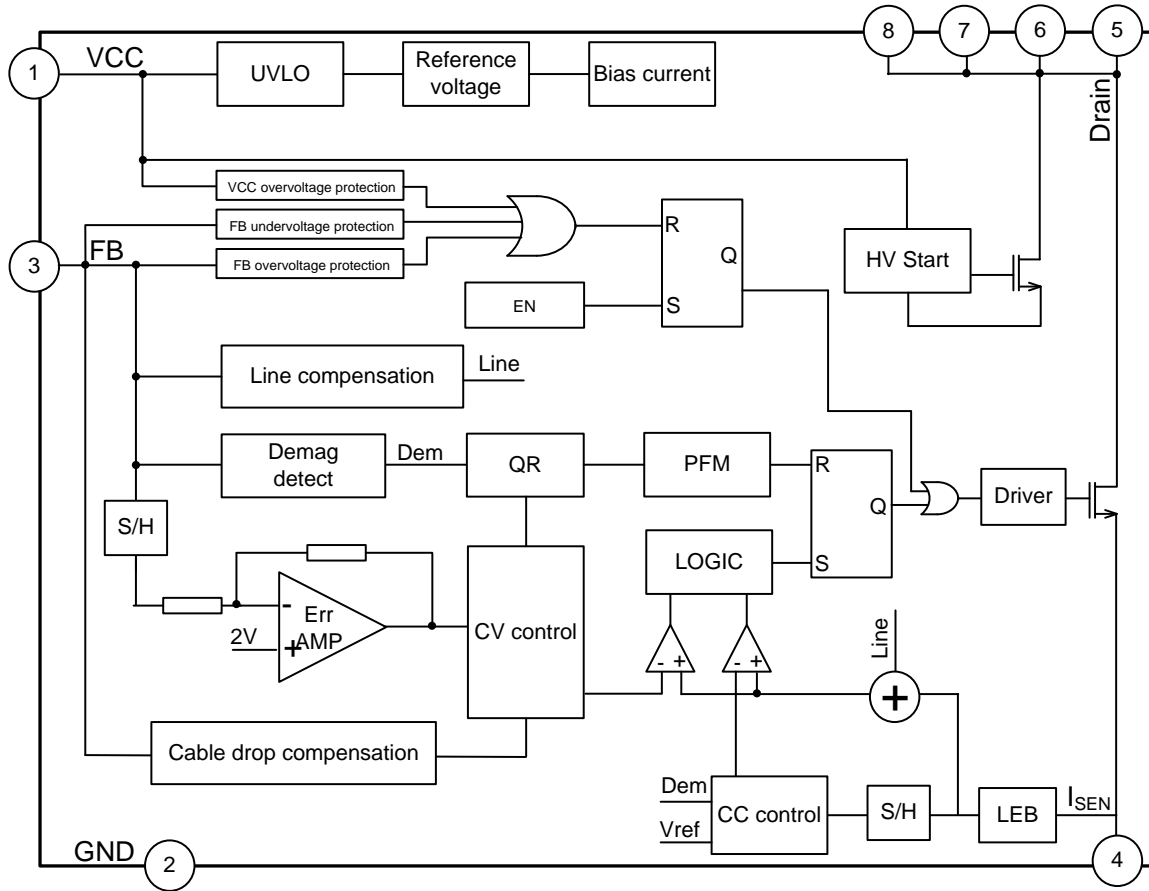 8
7
6
5
1
VCC
UVLO
Reference
voltage
Bias current
Drain
VCC overvoltage protection
FB undervoltage protection
FB overvoltage protection
3
FB
R
Q
S
EN
HV Start
Line compensation
Line
Demag
detect
Dem
QR
PFM
R
Q
S
Driver
S/H
LOGIC
-
Err
AMP
2V
+
CV control
-
+
-
+
Line
+
Cable drop compensation
Dem
Vref
CC control
S/H
LEB
ISEN
GND
2
4